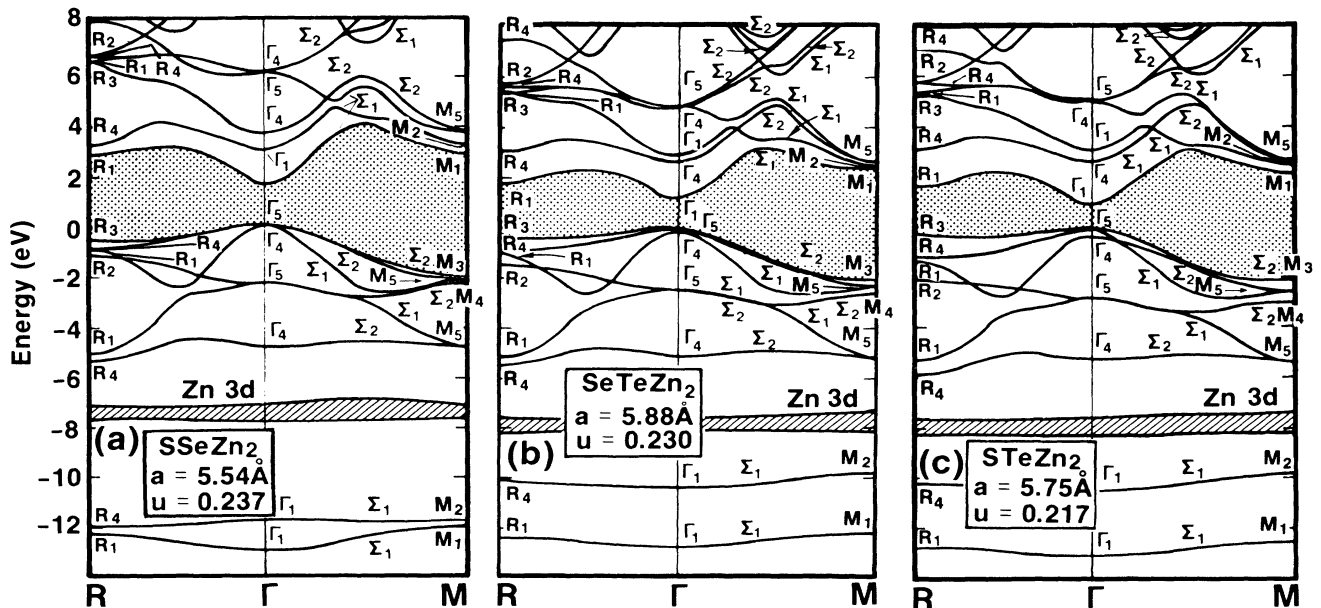 Energy (eV)
8
6
4
2
0
-2
-4
-6
-8
-10
-12
R2
R1 R4
R3
R4
R1
R3
R4
R1
R2
R1
R4
R4
R1
Γ4
Γ5
Γ4
Γ1
Γ5
Γ4
Γ5
Γ4
Γ1
Γ1
Σ2
Σ1
Σ2
Σ2
Σ1
Σ2
Σ1
Σ2
Σ1
Σ2
Σ2
Σ1
Σ1
M5
M2
M1
M3
M5
M4
M5
M2
M1
Zn 3d
(a)
SSeZn2
a = 5.54Å
u = 0.237
R Γ M
R4
R2
R4
R1
R3
R4
R1
R3
R4
R1
R2
R1
R4
R4
R1
Γ5
Γ1
Γ4
Γ1
Γ5
Γ4
Γ5
Γ4
Γ1
Γ1
Σ2
Σ2
Σ2
Σ1
Σ2
Σ1
Σ2
Σ1
Σ1
Σ2
Σ1
Σ1
Σ2
Σ1
Σ2
Σ2
Σ1
Σ1
M5
M2
M1
M3
M5
M4
M5
M2
M1
SeTeZn2
a = 5.88Å
u = 0.230
Zn 3d
(b)
R Γ M
R4
R2
R4
R1
R3
R4
R1
R3
R4
R1
R2
R1
R4
R4
R1
Γ5
Γ1
Γ4
Γ1
Γ5
Γ4
Γ5
Γ4
Γ1
Γ1
Σ2
Σ2
Σ1
Σ2
Σ1
Σ2
Σ1
Σ1
Σ2
Σ1
Σ2
Σ1
Σ2
Σ2
Σ1
Σ1
M5
M2
M1
M3
M5
M4
M5
M2
M1
Zn 3d
(c)
STeZn2
a = 5.75Å
u = 0.217
R Γ M